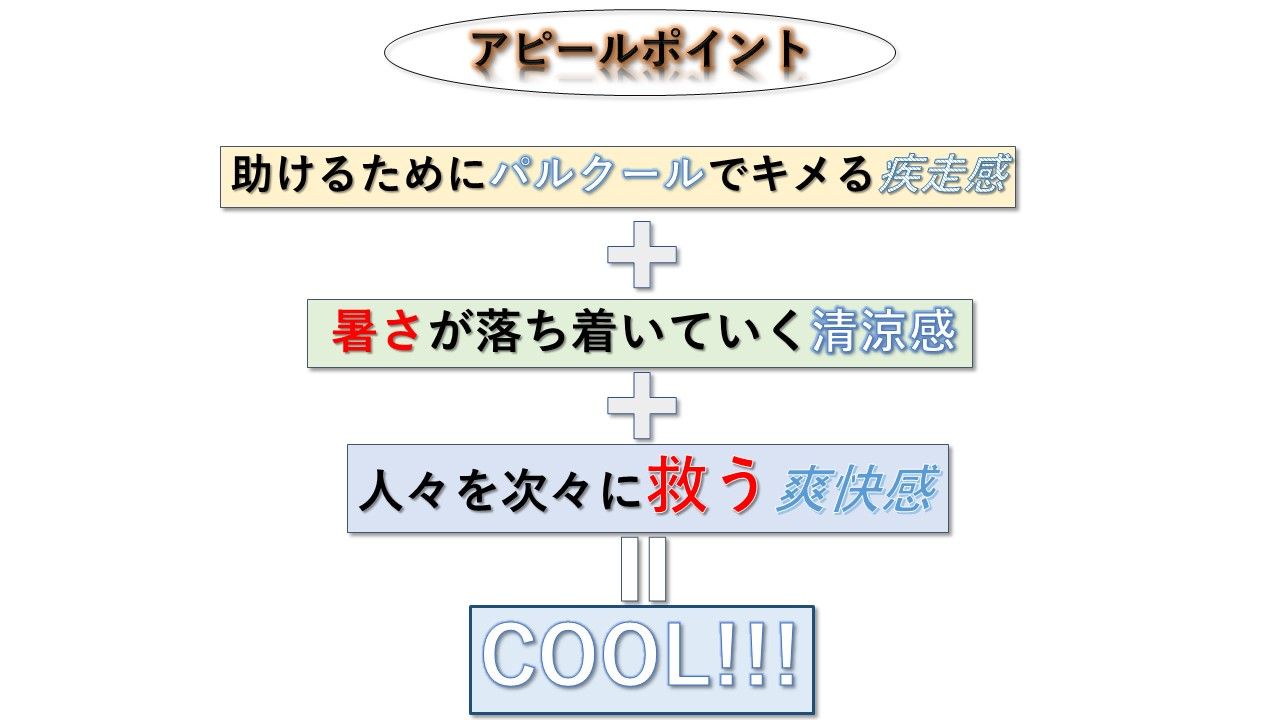 アピールポイント
助けるためにパルクールでキメる疾走感
+
暑さが落ち着いていく清涼感
+
人々を次々に救う爽快感
COOL!!!